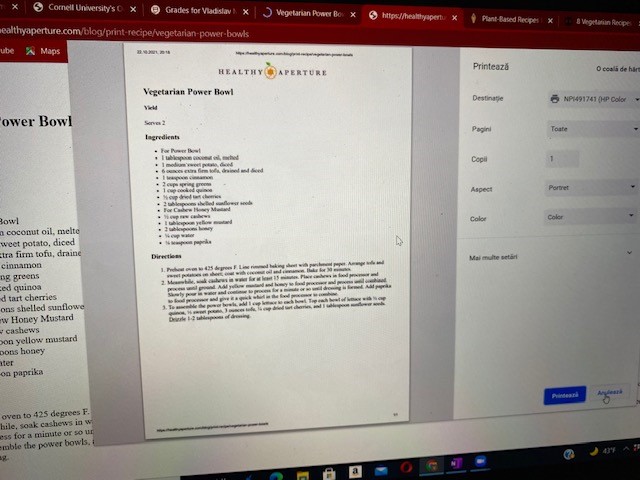 Cornell University's G
Grades for Vladislav M
Vegetarian Power Bo
https://healthyapertu
Plant-Based Recipes
8 Vegetarian Recipe
ealthyaperture.com/blog/print-recipe/vegetarian-power-bowls
ube
Maps
22.10.2021, 20:19
https://healthyaperture.com/blog/print-recipe/vegetarian-power-bowls
HEALTHY APERTURE
Vegetarian Power Bowl
Yield
Serves 2
Ingredients
• For Power Bowl
• 1 tablespoon coconut oil, melted
• 1 medium sweet potato, diced
• 6 ounces extra firm tofu, drained and diced
• 1 teaspoon cinnamon
• 2 cups spring greens
• 1 cup cooked quinoa
• ½ cup dried tart cherries
• 2 tablespoons shelled sunflower seeds
• For Cashew Honey Mustard
• ½ cup raw cashews
• 1 tablespoon yellow mustard
• 2 tablespoons honey
• ¼ cup water
• ¼ teaspoon paprika
Directions
1. Preheat oven to 425 degrees F. Line rimmed baking sheet with parchment paper. Arrange tofu and
sweet potatoes on sheet; coat with coconut oil and cinnamon. Bake for 30 minutes.
2. Meanwhile, soak cashews in water for at least 15 minutes. Place cashews in food processor and
process until ground. Add yellow mustard and honey to food processor and process until combined.
Slowly pour in water and continue to process for a minute or so until dressing is formed. Add paprika
to food processor and give it a quick whirl in the food processor to combine.
3. To assemble the power bowls, add 1 cup lettuce to each bowl. Top each bowl of lettuce with ½ cup
quinoa, ½ sweet potato, 3 ounces tofu, ¼ cup dried tart cherries, and 1 tablespoon sunflower seeds.
Drizzle 1-2 tablespoons of dressing.
https://healthyaperture.com/blog/print-recipe/vegetarian-power-bowls
1/1
Printează
O coală de hârt
Destinație
NPI491741 (HP Color
Pagini
Toate
Copii
1
Aspect
Portret
Color
Color
Mai multe setări
Printează
Anulează
ower Bowl
Bowl
n coconut oil, melte
sweet potato, diced
xtra firm tofu, draine
cinnamon
ng greens
ked quinoa
d tart cherries
ons shelled sunflowe
ew Honey Mustard
w cashews
oon yellow mustard
oons honey
ater
on paprika
oven to 425 degrees F.
hile, soak cashews in w
ess for a minute or so un
emble the power bowls,
ng.
43°F